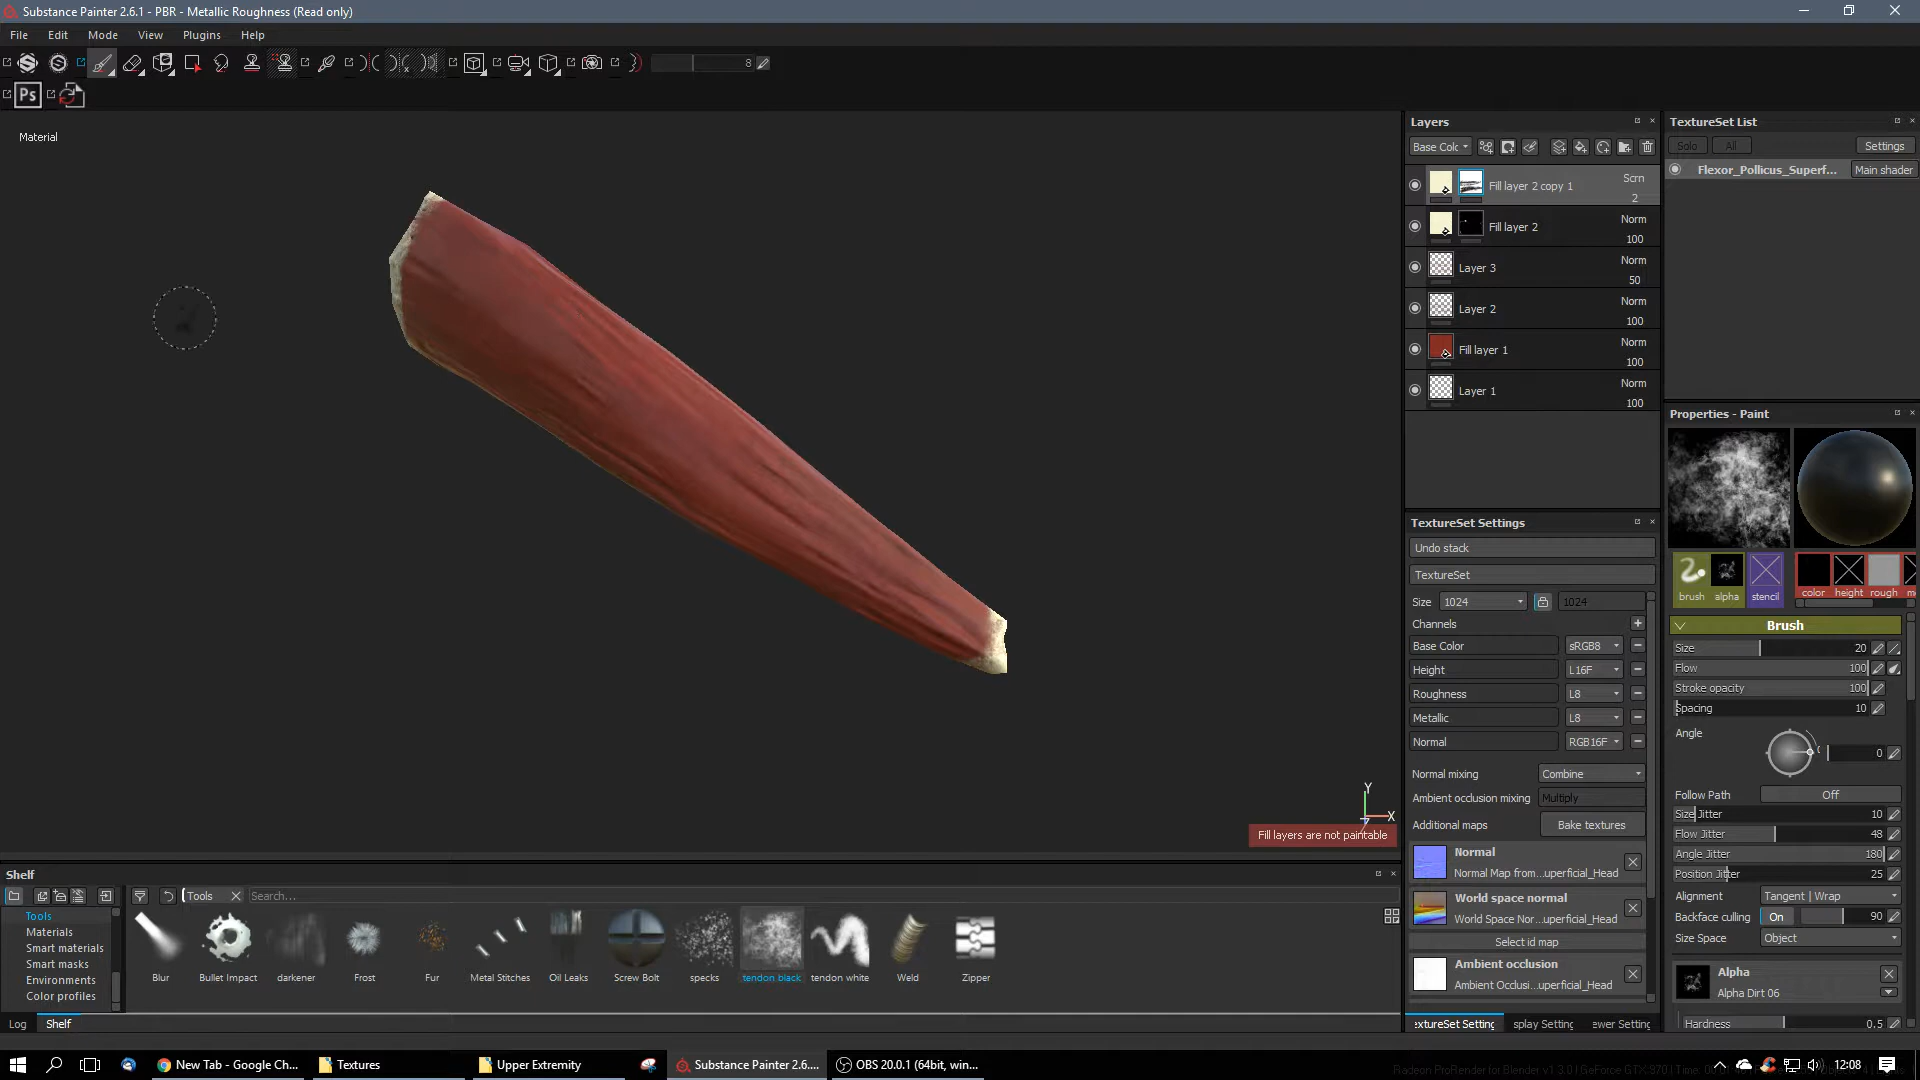 Substance Painter 2.6.1 - PBR - Metallic Roughness (Read only)
File Edit Mode View Plugins Help
8
Ps
Material
Layers
Base Colc
Fill layer 2 copy 1 Scrn 2
Fill layer 2 Norm 100
Layer 3 Norm 50
Layer 2 Norm 100
Fill layer 1 Norm 100
Layer 1 Norm 100
TextureSet List
Solo All Settings
Flexor_Pollicus_Superf... Main shader
TextureSet Settings
Undo stack
TextureSet
Size 1024 1024
Channels
Base Color sRGB8
Height L16F
Roughness L8
Metallic L8
Normal RGB16F
Normal mixing Combine
Ambient occlusion mixing Multiply
Additional maps Bake textures
Normal
Normal Map from...uperficial_Head
World space normal
World Space Nor...uperficial_Head
Select id map
Ambient occlusion
Ambient Occlusi...uperficial_Head
extureSet Setting splay Setting ewer Setting
Properties - Paint
brush alpha stencil color height rough m
Brush
Size 20
Flow 100
Stroke opacity 100
Spacing 10
Angle 0
Follow Path Off
Size Jitter 10
Flow Jitter 48
Angle Jitter 180
Position Jitter 25
Alignment Tangent | Wrap
Backface culling On 90
Size Space Object
Alpha
Alpha Dirt 06
Hardness 0.5
Y
X
Fill layers are not paintable
Shelf
Tools Search...
Tools
Materials
Smart materials
Smart masks
Environments
Color profiles
Blur Bullet Impact darkener Frost Fur Metal Stitches Oil Leaks Screw Bolt specks tendon black tendon white Weld Zipper
Log Shelf
New Tab - Google Ch... Textures Upper Extremity Substance Painter 2.6.... OBS 20.0.1 (64bit, win... 12:08